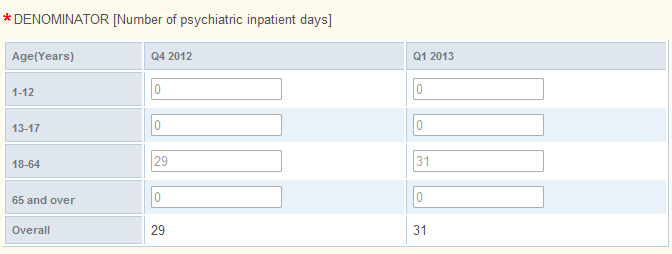 * DENOMINATOR [Number of psychiatric inpatient days]
Age(Years) Q4 2012 Q1 2013
1-12 0 0
13-17 0 0
18-64 29 31
65 and over 0 0
Overall 29 31